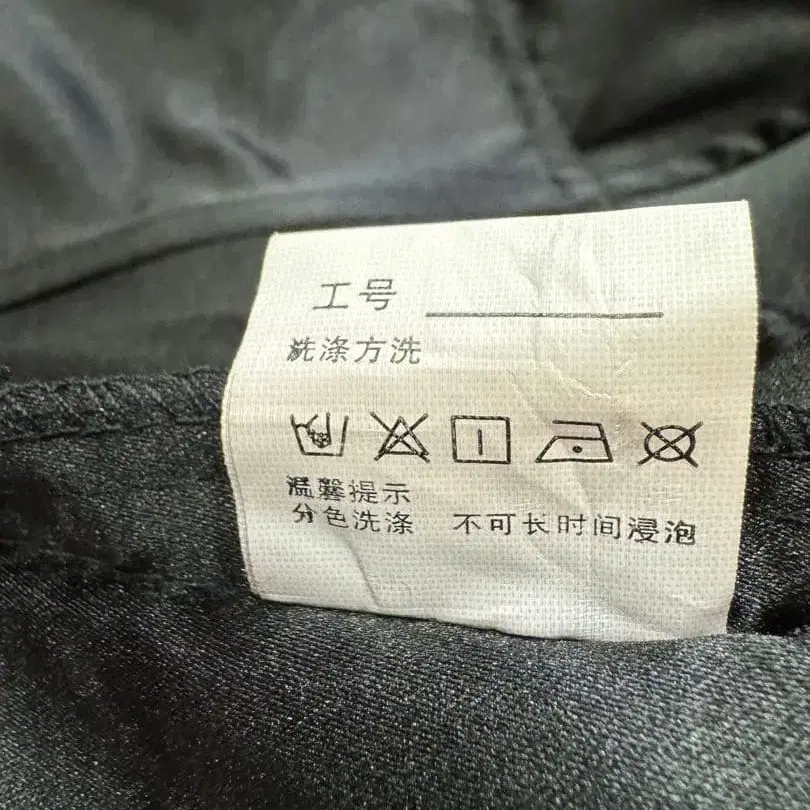 工号
洗涤方洗
温馨提示
分色洗涤 不可长时间浸泡